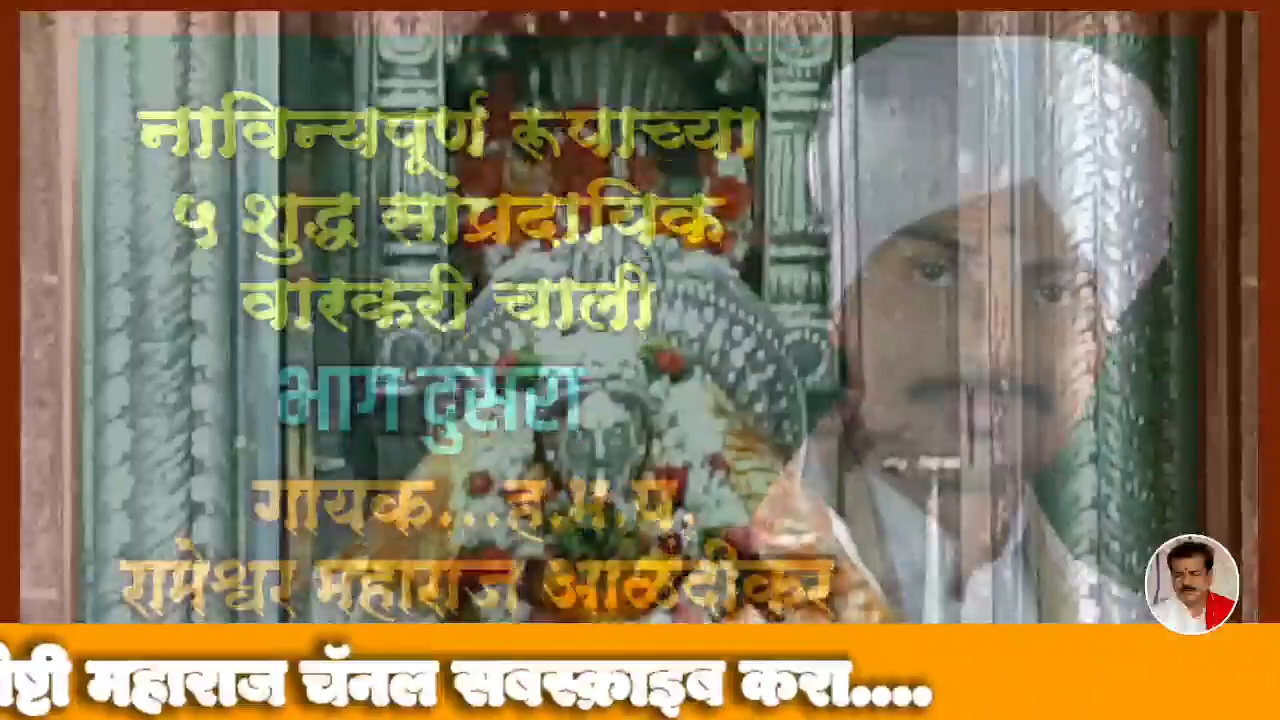 नाविन्यपूर्ण रूपाच्या
५ शुद्ध सांप्रदायिक
वारकरी चाली
भाग दुसरा
गायक...ह.भ.प.
रामेश्वर महाराज आळंदीकर
महाराज चॅनल सबस्क्राइब करा....